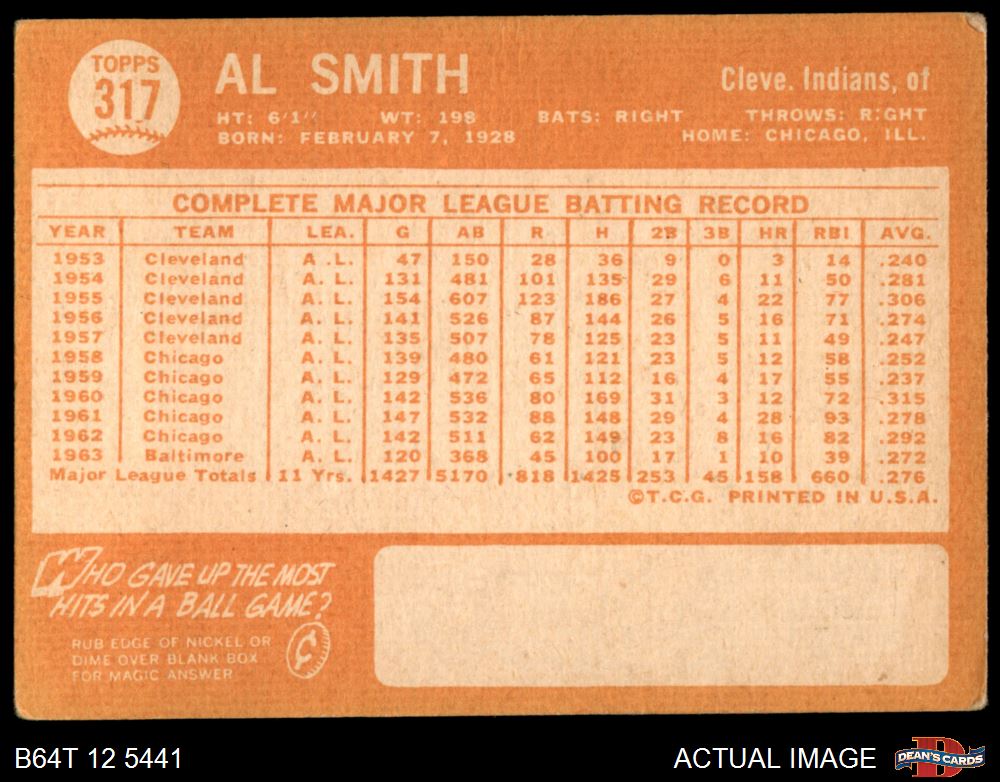 TOPPS
317
AL SMITH
Cleve. Indians, of
HT: 6'1" WT: 198 BATS: RIGHT THROWS: RIGHT
BORN: FEBRUARY 7, 1928 HOME: CHICAGO, ILL.
COMPLETE MAJOR LEAGUE BATTING RECORD
YEAR TEAM LEA. G AB R H 2B 3B HR RBI AVG.
1953 Cleveland A. L. 47 150 28 36 9 0 3 14 .240
1954 Cleveland A. L. 131 481 101 135 29 6 11 50 .281
1955 Cleveland A. L. 154 607 123 186 27 4 22 77 .306
1956 Cleveland A. L. 141 526 87 144 26 5 16 71 .274
1957 Cleveland A. L. 135 507 78 125 23 5 11 49 .247
1958 Chicago A. L. 139 480 61 121 23 5 12 58 .252
1959 Chicago A. L. 129 472 65 112 16 4 17 55 .237
1960 Chicago A. L. 142 536 80 169 31 3 12 72 .315
1961 Chicago A. L. 147 532 88 148 29 4 28 93 .278
1962 Chicago A. L. 142 511 62 149 23 8 16 82 .292
1963 Baltimore A. L. 120 368 45 100 17 1 10 39 .272
Major League Totals 11 Yrs. 1427 5170 818 1425 253 45 158 660 .276
©T.C.G. PRINTED IN U.S.A.
WHO GAVE UP THE MOST
HITS IN A BALL GAME?
RUB EDGE OF NICKEL OR
DIME OVER BLANK BOX
FOR MAGIC ANSWER
¢
B64T 12 5441
ACTUAL IMAGE
D
DEAN'S CARDS